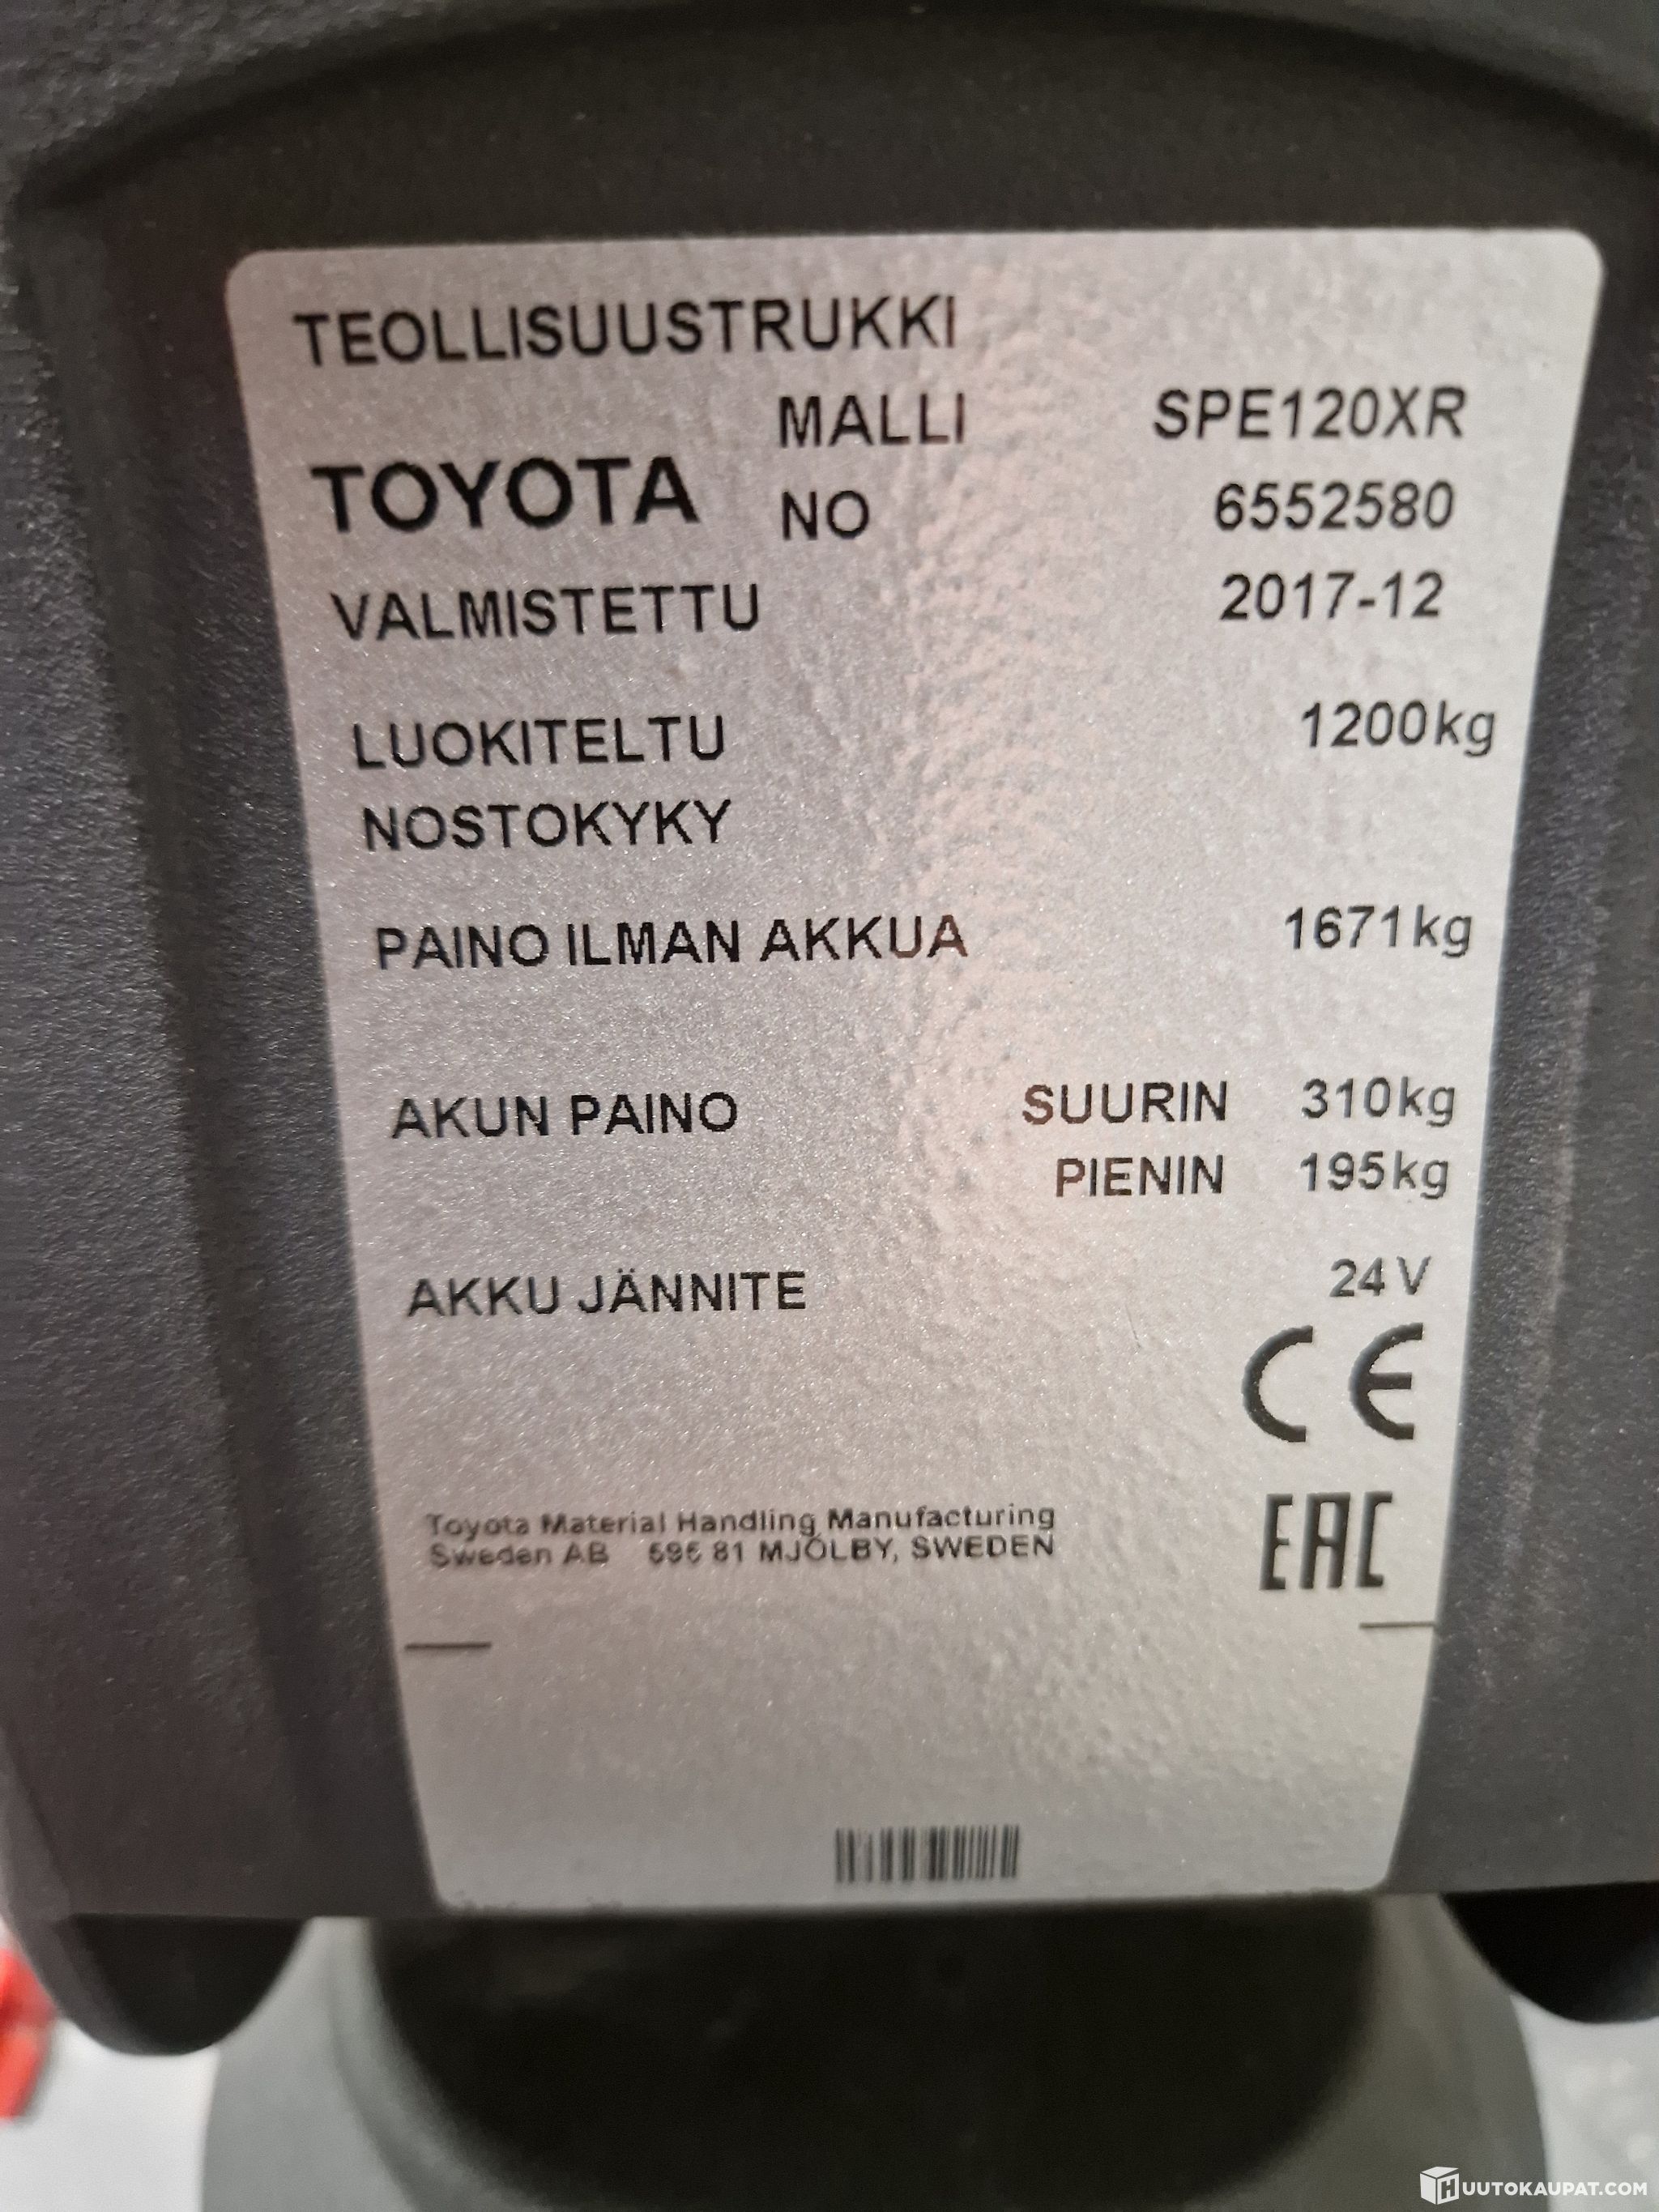 TEOLLISUUSTRUKKI
MALLI SPE120XR
TOYOTA NO 6552580
VALMISTETTU 2017-12
LUOKITELTU 1200kg
NOSTOKYKY
PAINO ILMAN AKKUA 1671kg
AKUN PAINO SUURIN 310kg
PIENIN 195kg
AKKU JÄNNITE 24V
CE
Toyota Material Handling Manufacturing
Sweden AB 81 MJÖLBY, SWEDEN
EAC
HUUTOKAUPAT.COM